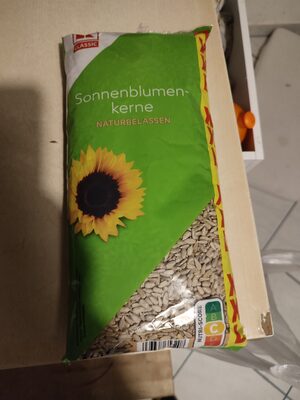 K
CLASSIC
Sonnenblumen-
kerne
NATURBELASSEN
NUTRI-SCORE
A
B
C